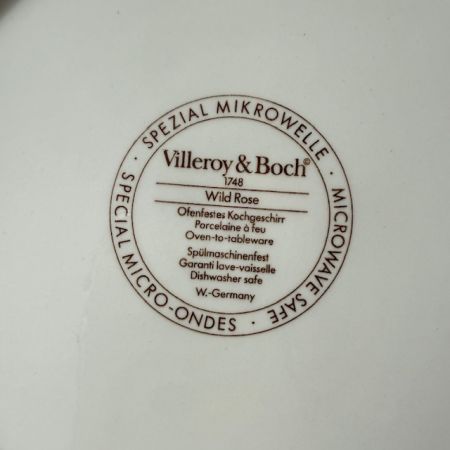 · SPEZIAL MIKROWELLE · MICROWAVE SAFE · SPECIAL MICRO-ONDES
Villeroy & Boch©
1748
Wild Rose
Ofenfestes Kochgeschirr
Porcelaine à feu
Oven-to-tableware
Spülmaschinenfest
Garanti lave-vaisselle
Dishwasher safe
W.-Germany